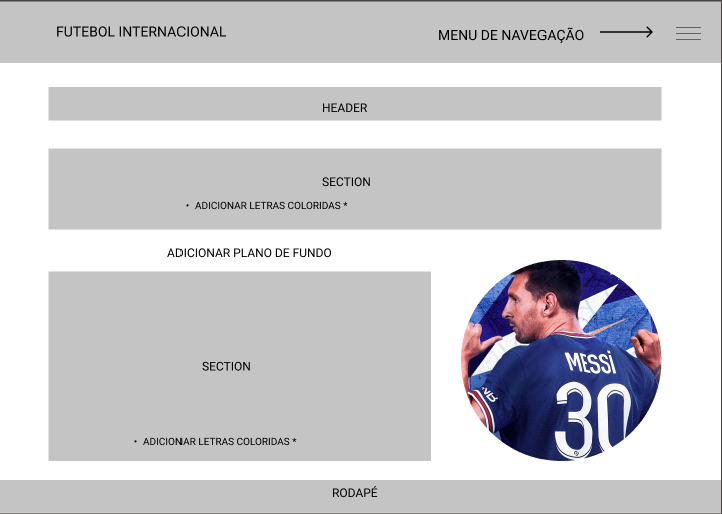 FUTEBOL INTERNACIONAL
MENU DE NAVEGAÇÃO
HEADER
SECTION
• ADICIONAR LETRAS COLORIDAS *
ADICIONAR PLANO DE FUNDO
SECTION
• ADICIONAR LETRAS COLORIDAS *
MESSi
30
RODAPÉ